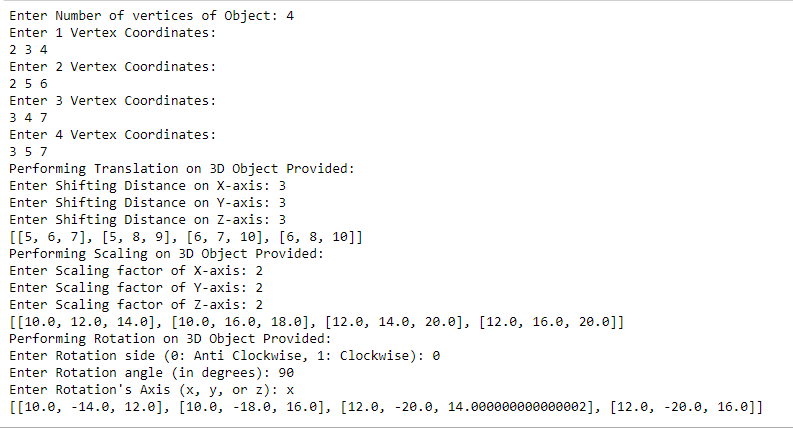 Enter Number of vertices of Object: 4
Enter 1 Vertex Coordinates:
2 3 4
Enter 2 Vertex Coordinates:
2 5 6
Enter 3 Vertex Coordinates:
3 4 7
Enter 4 Vertex Coordinates:
3 5 7
Performing Translation on 3D Object Provided:
Enter Shifting Distance on X-axis: 3
Enter Shifting Distance on Y-axis: 3
Enter Shifting Distance on Z-axis: 3
[[5, 6, 7], [5, 8, 9], [6, 7, 10], [6, 8, 10]]
Performing Scaling on 3D Object Provided:
Enter Scaling factor of X-axis: 2
Enter Scaling factor of Y-axis: 2
Enter Scaling factor of Z-axis: 2
[[10.0, 12.0, 14.0], [10.0, 16.0, 18.0], [12.0, 14.0, 20.0], [12.0, 16.0, 20.0]]
Performing Rotation on 3D Object Provided:
Enter Rotation side (0: Anti Clockwise, 1: Clockwise): 0
Enter Rotation angle (in degrees): 90
Enter Rotation's Axis (x, y, or z): x
[[10.0, -14.0, 12.0], [10.0, -18.0, 16.0], [12.0, -20.0, 14.000000000000002], [12.0, -20.0, 16.0]]